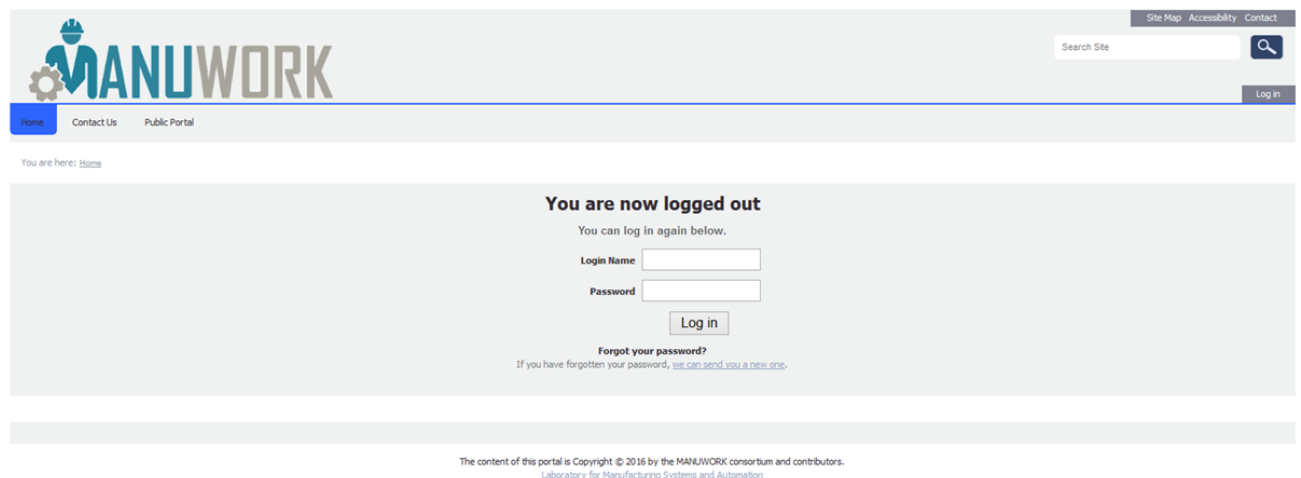 Site Map Accessibility Contact
MANUWORK
Search Site
Log in
Home Contact Us Public Portal
You are here: Home
You are now logged out
You can log in again below.
Login Name
Password
Log in
Forgot your password?
If you have forgotten your password, we can send you a new one.
The content of this portal is Copyright © 2016 by the MANUWORK consortium and contributors.
Laboratory for Manufacturing Systems and Automation